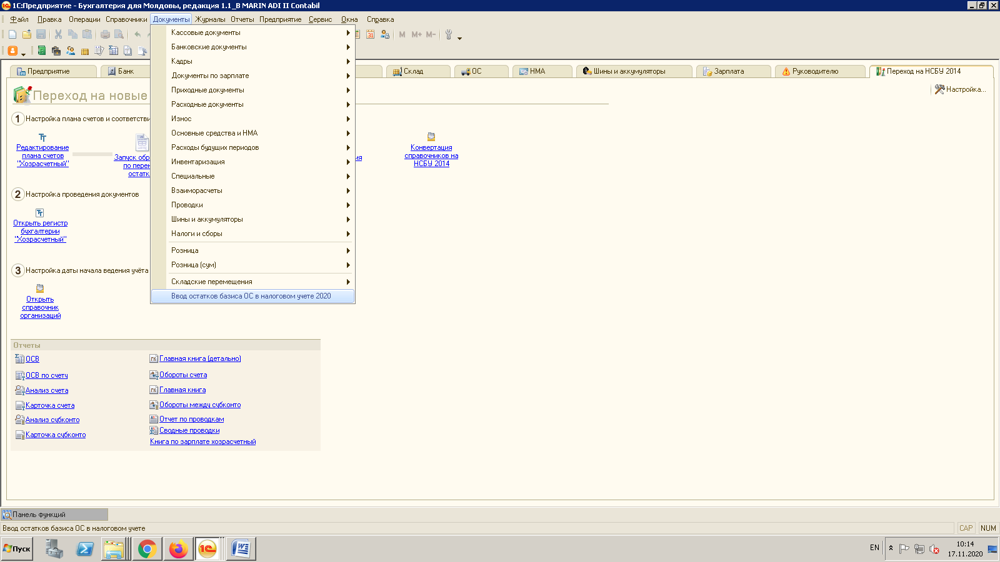 1С:Предприятие - Бухгалтерия для Молдовы, редакция 1.1_B MARIN ADI II Contabil
Файл Правка Операции Справочники Документы Журналы Отчеты Предприятие Сервис Окна Справка
31 M M+ M-
Предприятие Банк Склад ОС НМА Шины и аккумуляторы Зарплата Руководителю Переход на НСБУ 2014
Кассовые документы
Банковские документы
Кадры
Документы по зарплате
Приходные документы
Расходные документы
Износ
Основные средства и НМА
Расходы будущих периодов
Инвентаризация
Специальные
Взаиморасчеты
Проводки
Шины и аккумуляторы
Налоги и сборы
Розница
Розница (сум)
Складские перемещения
Ввод остатков базиса ОС в налоговом учете 2020
Переход на новые
Настройка...
1 Настройка плана счетов и соответстви
Редактирование
плана счетов
"Хозрасчетный"
Запуск обр
по перен
остатк
ия
Конвертация
справочников на
НСБУ 2014
2 Настройка проведения документов
Открыть регистр
бухгалтерии
"Хозрасчетный"
3 Настройка даты начала ведения учёта
Открыть
справочник
организаций
Отчеты
ОСВ
ОСВ по счету
Анализ счета
Карточка счета
Анализ субконто
Карточка субконто
Главная книга (детально)
Обороты счета
Главная книга
Обороты между субконто
Отчет по проводкам
Сводные проводки
Книга по зарплате хозрасчетный
Панель функций
Ввод остатков базиса ОС в налоговом учете
CAP NUM
Пуск
EN
10:14
17.11.2020